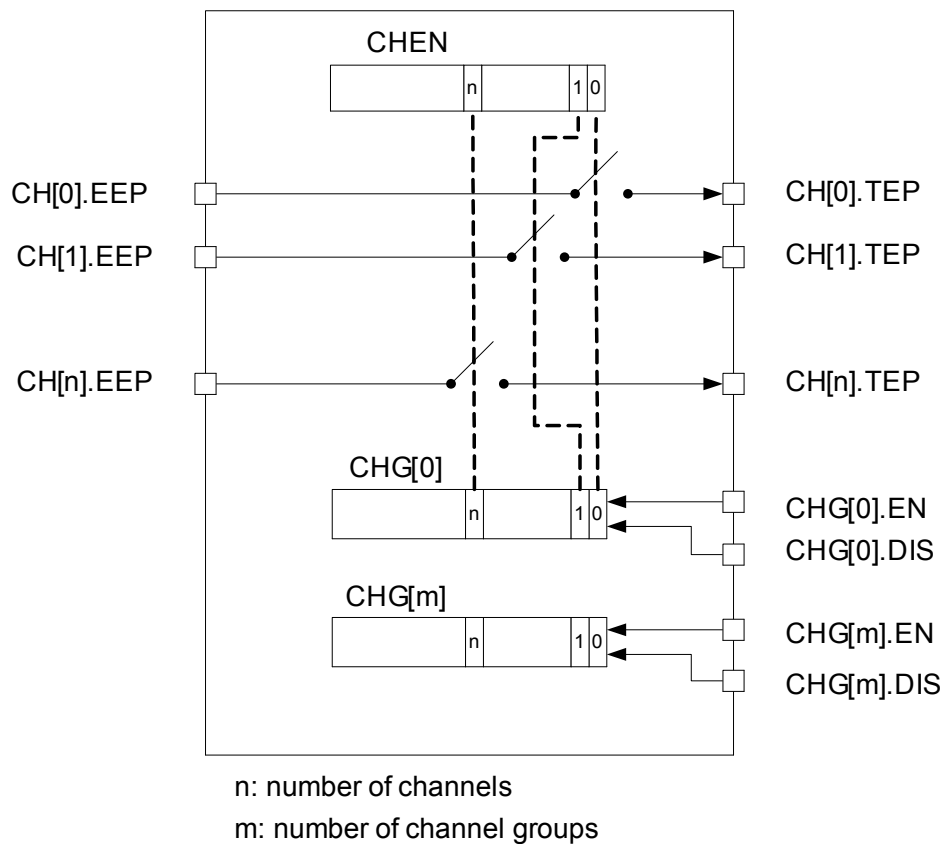 CHEN
n 1 0
CH[0].EEP CH[0].TEP
CH[1].EEP CH[1].TEP
CH[n].EEP CH[n].TEP
CHG[0]
n 1 0
CHG[0].EN
CHG[0].DIS
CHG[m]
n 1 0
CHG[m].EN
CHG[m].DIS
n: number of channels
m: number of channel groups